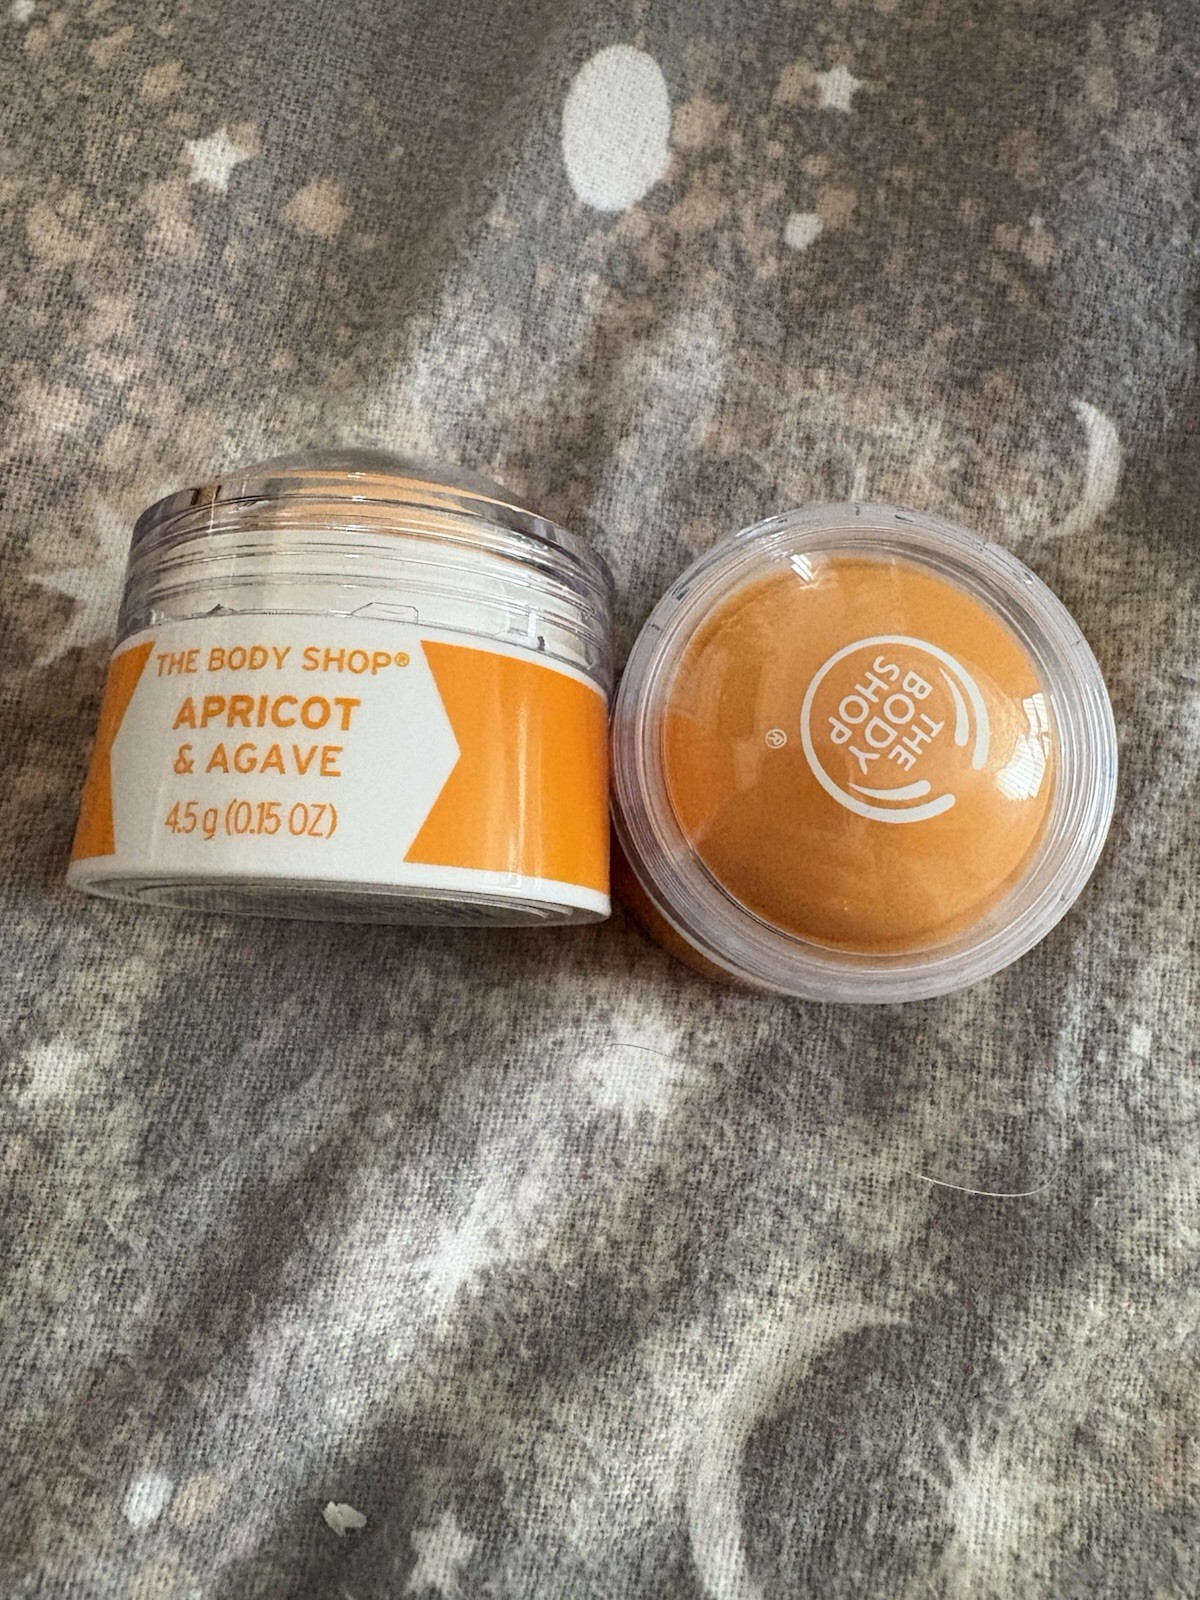 THE BODY SHOP®
APRICOT
& AGAVE
4.5 g (0.15 OZ)
THE
BODY
SHOP
®